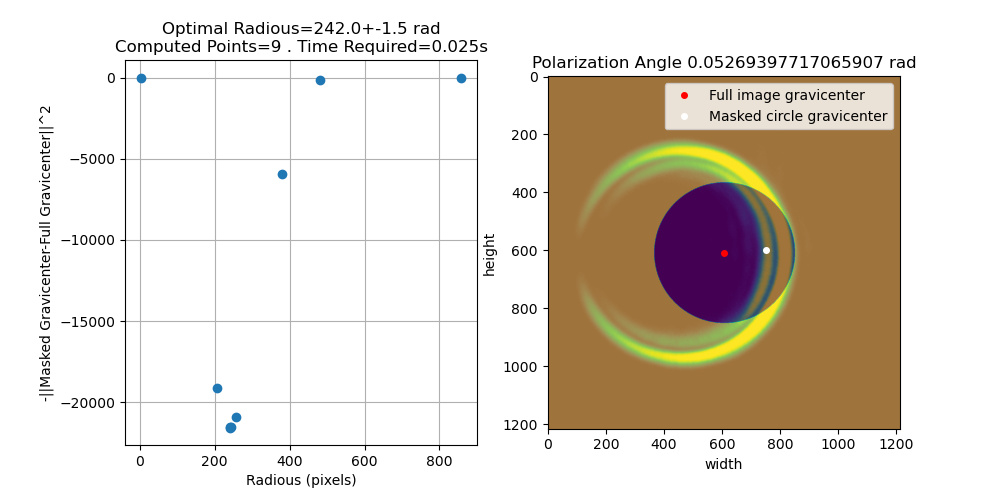 Optimal Radious=242.0+-1.5 rad
Computed Points=9 . Time Required=0.025s
0
−5000
−10000
−15000
−20000
-||Masked Gravicenter-Full Gravicenter||^2
0
200
400
600
800
Radious (pixels)
Polarization Angle 0.05269397717065907 rad
Full image gravicenter
Masked circle gravicenter
0
200
400
600
800
1000
1200
height
0
200
400
600
800
1000
1200
width